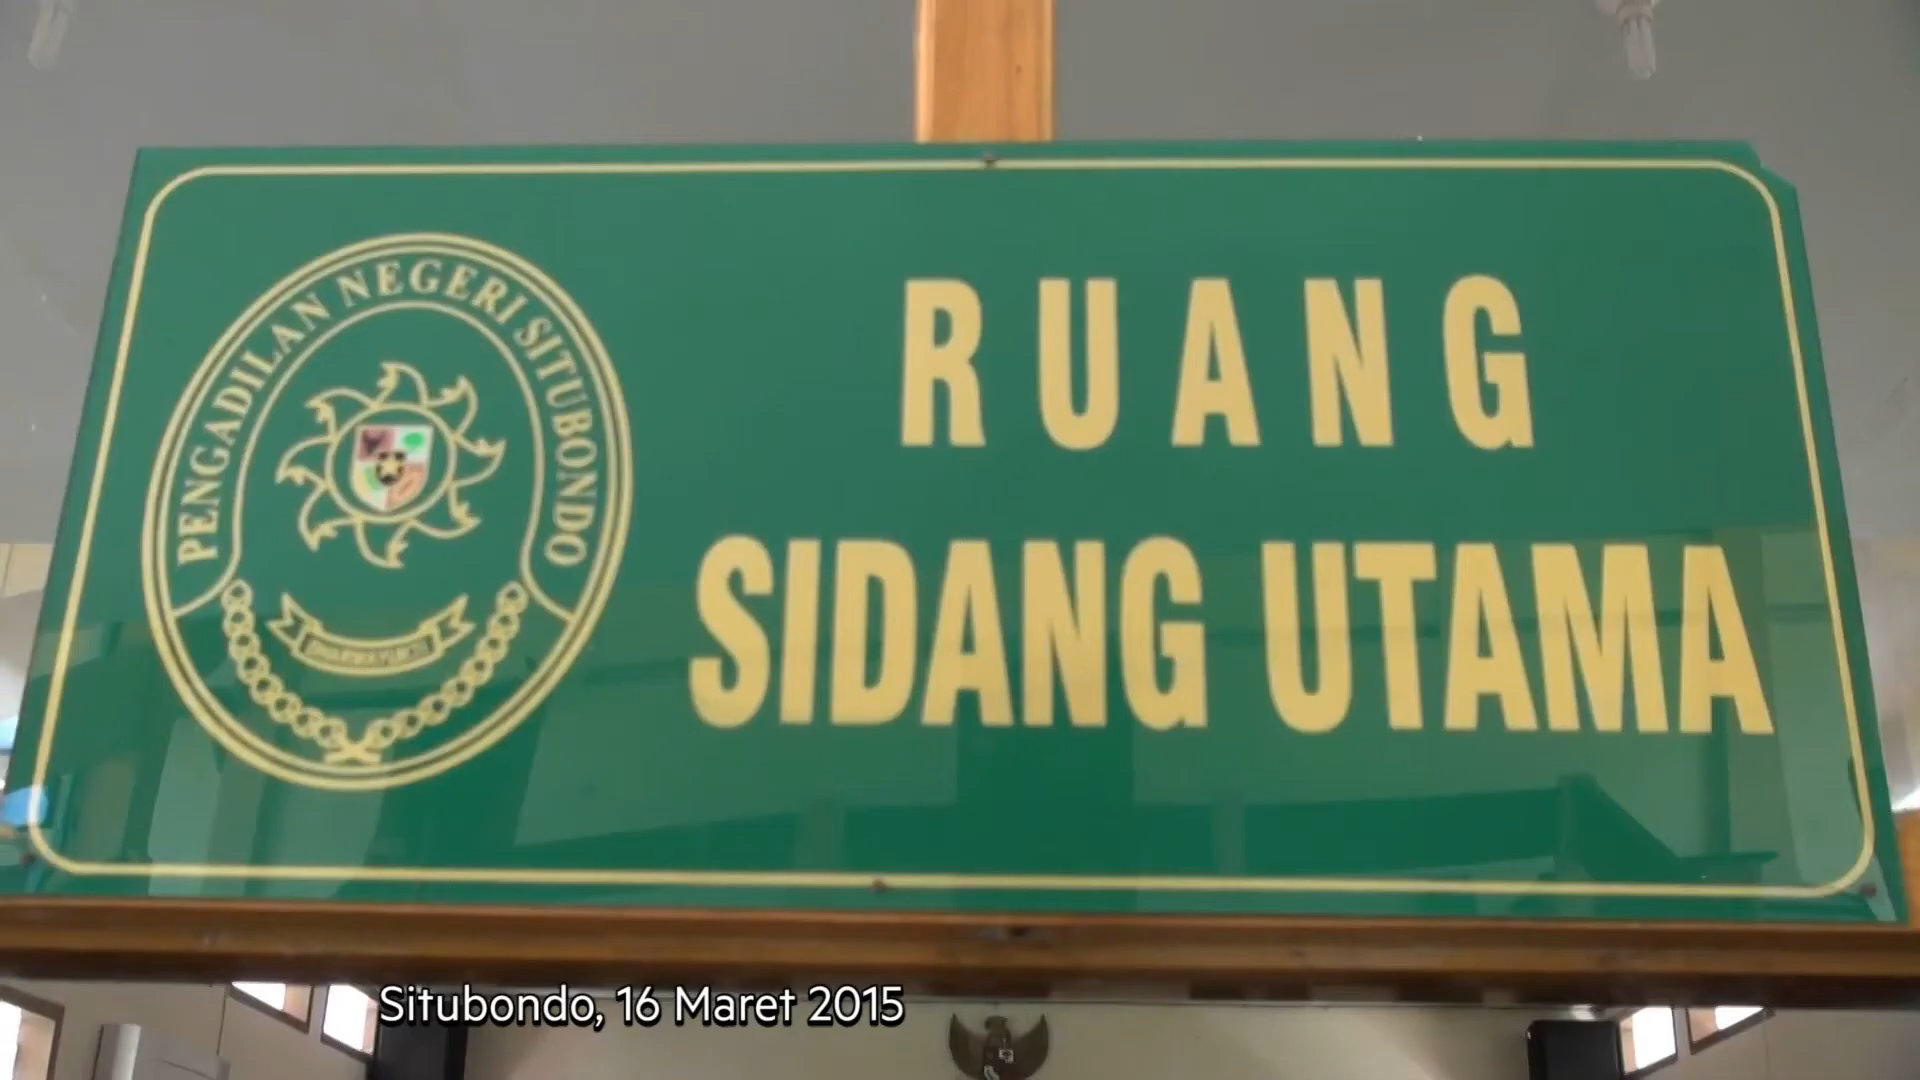 PENGADILAN NEGERI SITUBONDO
RUANG
SIDANG UTAMA
Situbondo, 16 Maret 2015